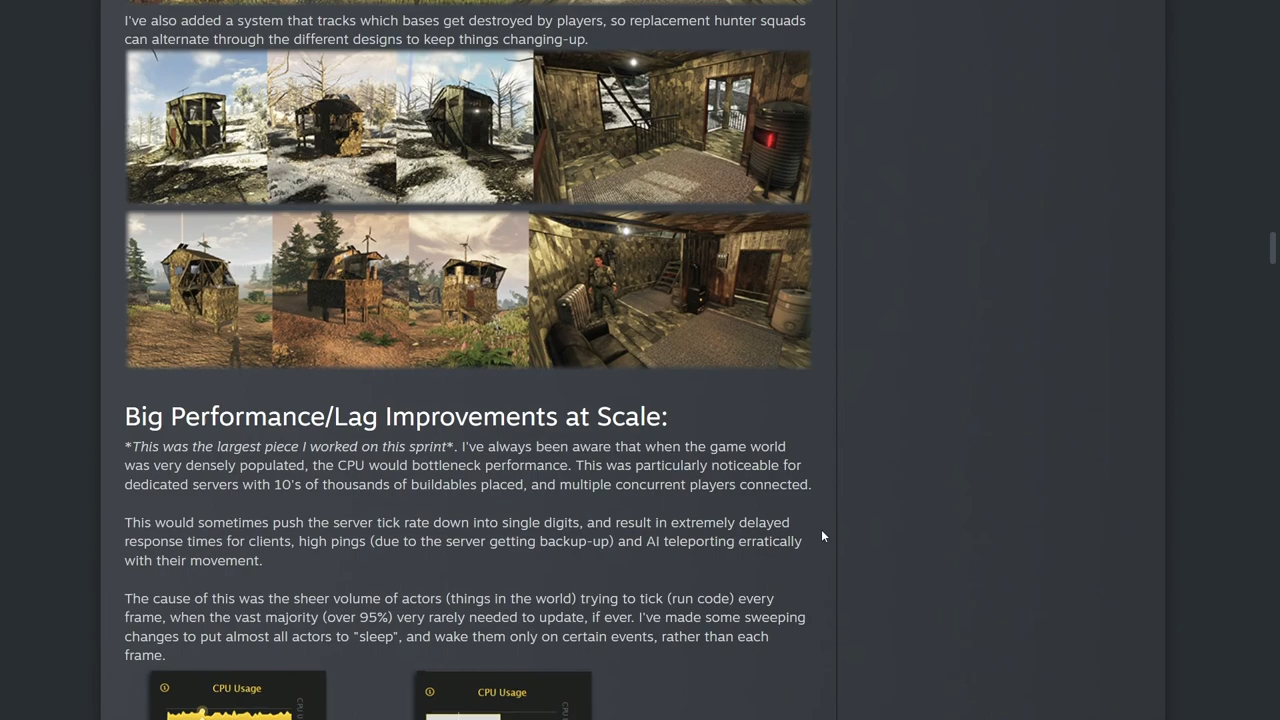 I've also added a system that tracks which bases get destroyed by players, so replacement hunter squads
can alternate through the different designs to keep things changing-up.
Big Performance/Lag Improvements at Scale:
*This was the largest piece I worked on this sprint*. I've always been aware that when the game world
was very densely populated, the CPU would bottleneck performance. This was particularly noticeable for
dedicated servers with 10's of thousands of buildables placed, and multiple concurrent players connected.
This would sometimes push the server tick rate down into single digits, and result in extremely delayed
response times for clients, high pings (due to the server getting backup-up) and AI teleporting erratically
with their movement.
The cause of this was the sheer volume of actors (things in the world) trying to tick (run code) every
frame, when the vast majority (over 95%) very rarely needed to update, if ever. I've made some sweeping
changes to put almost all actors to "sleep", and wake them only on certain events, rather than each
frame.
CPU Usage
CPU Usage